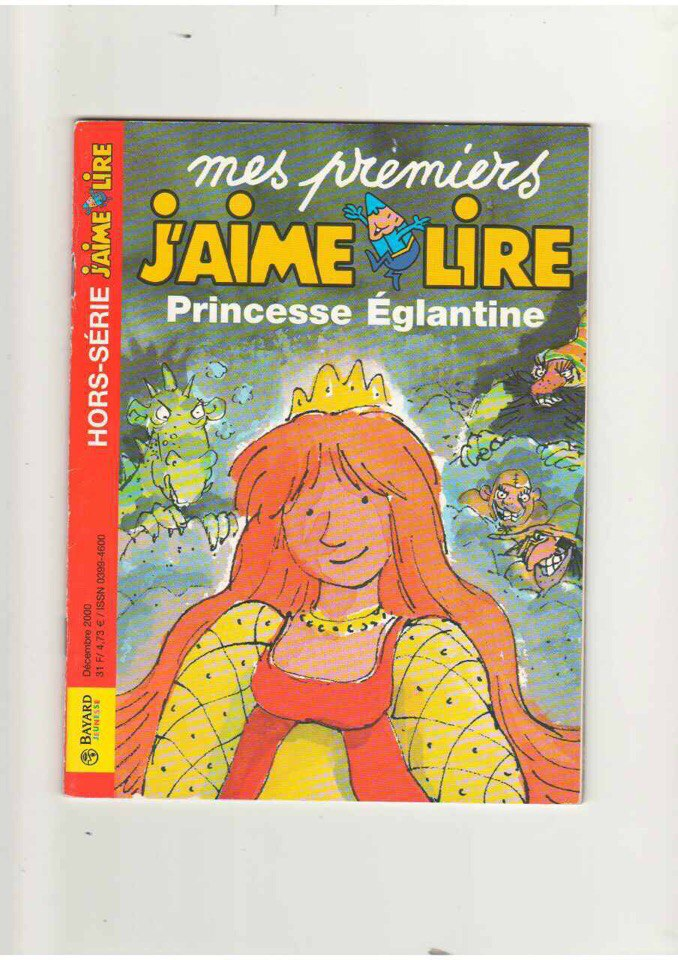 mes premiers
J'AIME LIRE
Princesse Églantine
HORS-SÉRIE J'AIME LIRE
Décembre 2000
31 F/ 4,73 € / ISSN 0399-4600
BAYARD
JEUNESSE